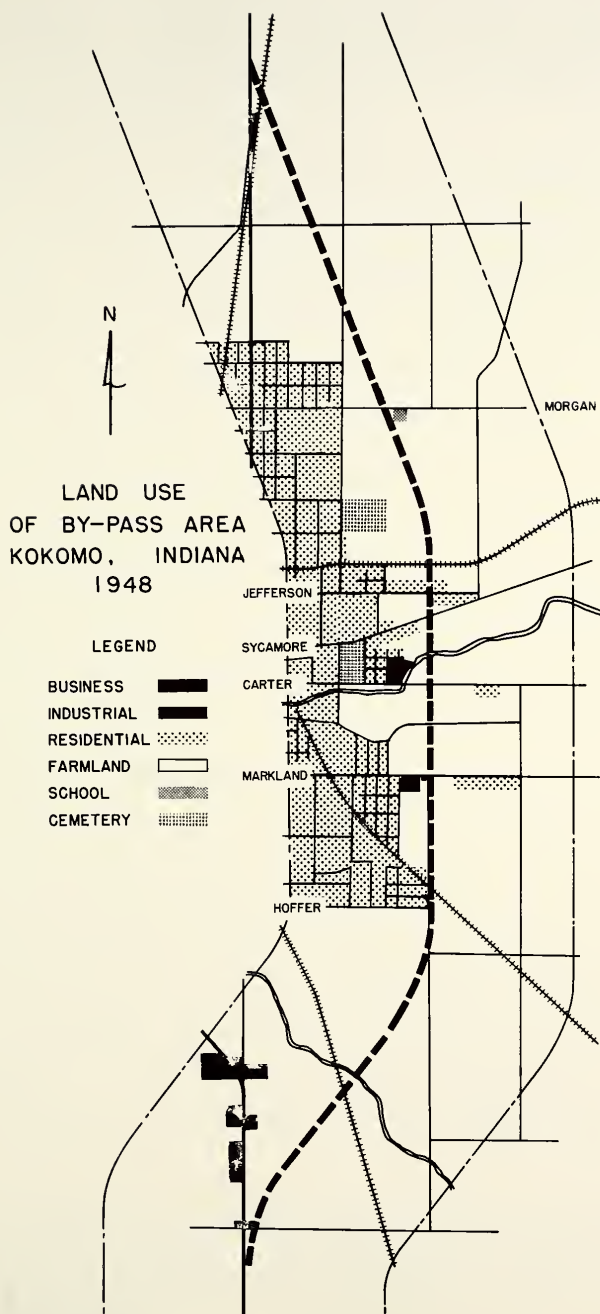 N
MORGAN
LAND USE
OF BY-PASS AREA
KOKOMO, INDIANA
1948
JEFFERSON
SYCAMORE
CARTER
MARKLAND
HOFFER
LEGEND
BUSINESS
INDUSTRIAL
RESIDENTIAL
FARMLAND
SCHOOL
CEMETERY